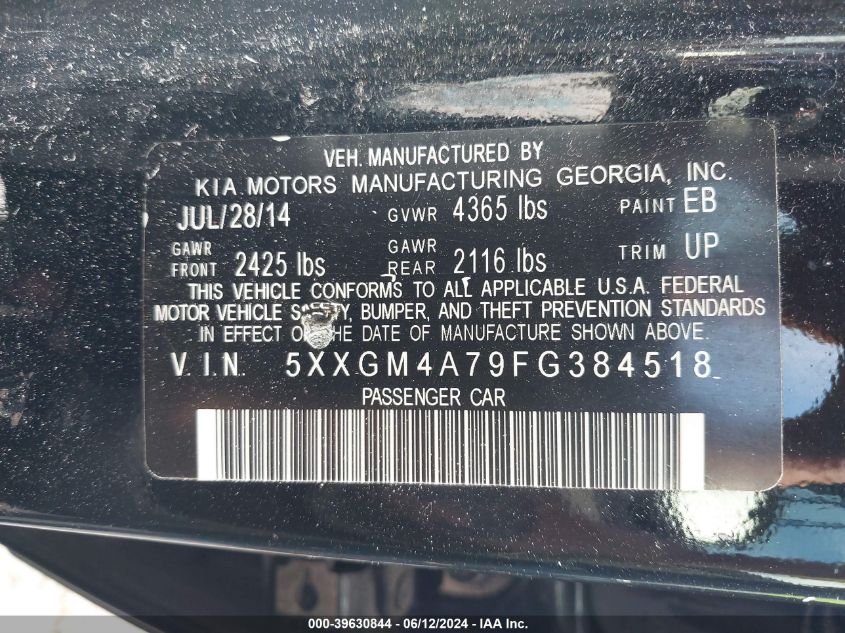 VEH. MANUFACTURED BY
KIA MOTORS MANUFACTURING GEORGIA, INC.
JUL/28/14 GVWR 4365 lbs PAINT EB
GAWR FRONT 2425 lbs GAWR REAR 2116 lbs TRIM UP
THIS VEHICLE CONFORMS TO ALL APPLICABLE U.S.A. FEDERAL
MOTOR VEHICLE BUMPER, AND THEFT PREVENTION STANDARDS
IN EFFECT DATE OF MANUFACTURE SHOWN ABOVE.
V.I.N. 5XXGM4A79FG384518
PASSENGER CAR
000-39630844 - 06/12/2024 - IAA Inc.